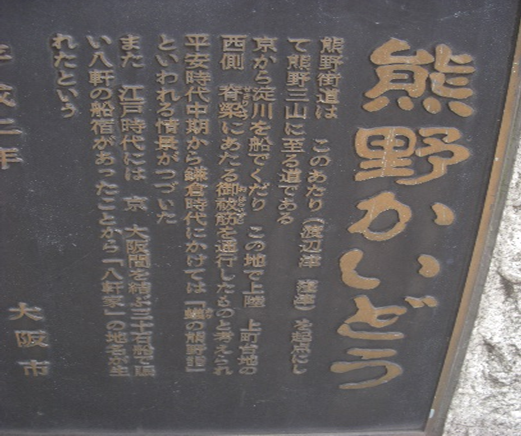 熊野かいどう
熊野街道は このあたり(渡辺津 窪津)を起点にし
て熊野三山に至る道である
京から淀川を船でくだり この地で上陸 上町台地の
西側 脊梁にあたる御祓筋を通行したものと考えられ
平安時代中期から鎌倉時代にかけては「蟻の熊野詣」
といわれる情景がつづいた
また 江戸時代には 京 大阪間を結ぶ三十石船で賑
い八軒の船宿があったことから「八軒家」の地名が生
れたという
平成二年
大阪市